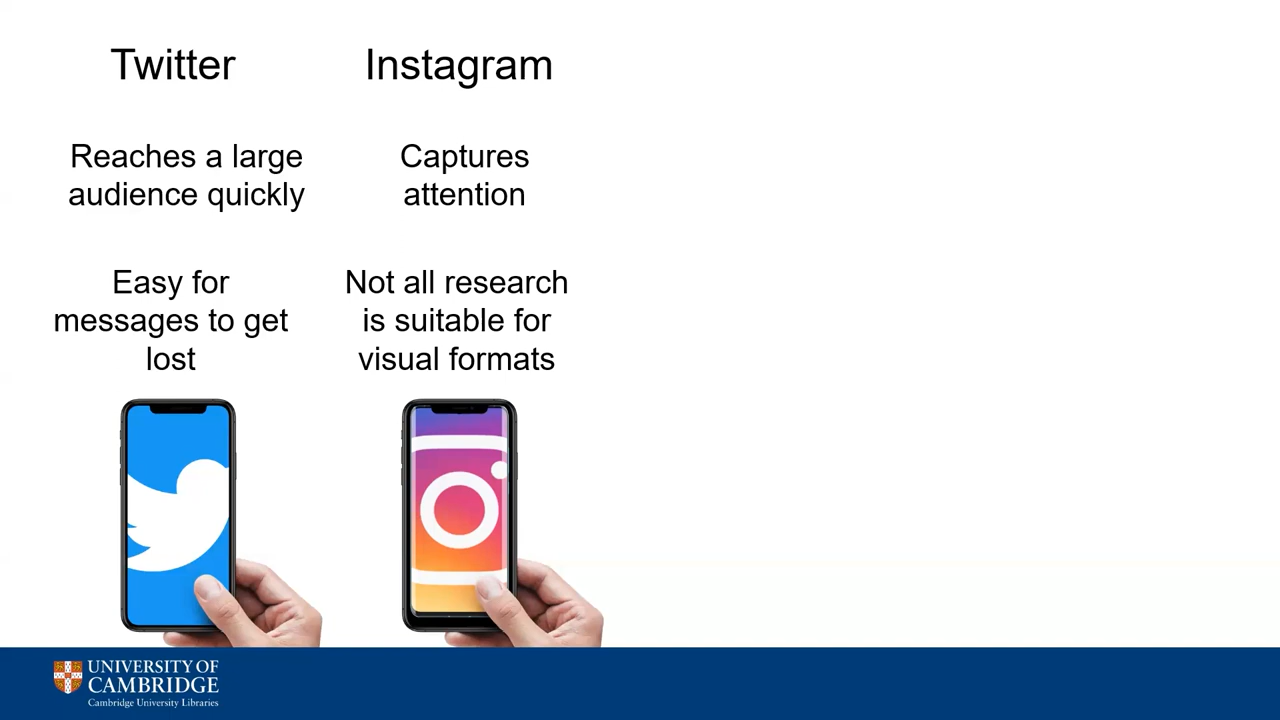 Twitter
Instagram
Reaches a large
audience quickly
Captures
attention
Easy for
messages to get
lost
Not all research
is suitable for
visual formats
UNIVERSITY OF
CAMBRIDGE
Cambridge University Libraries